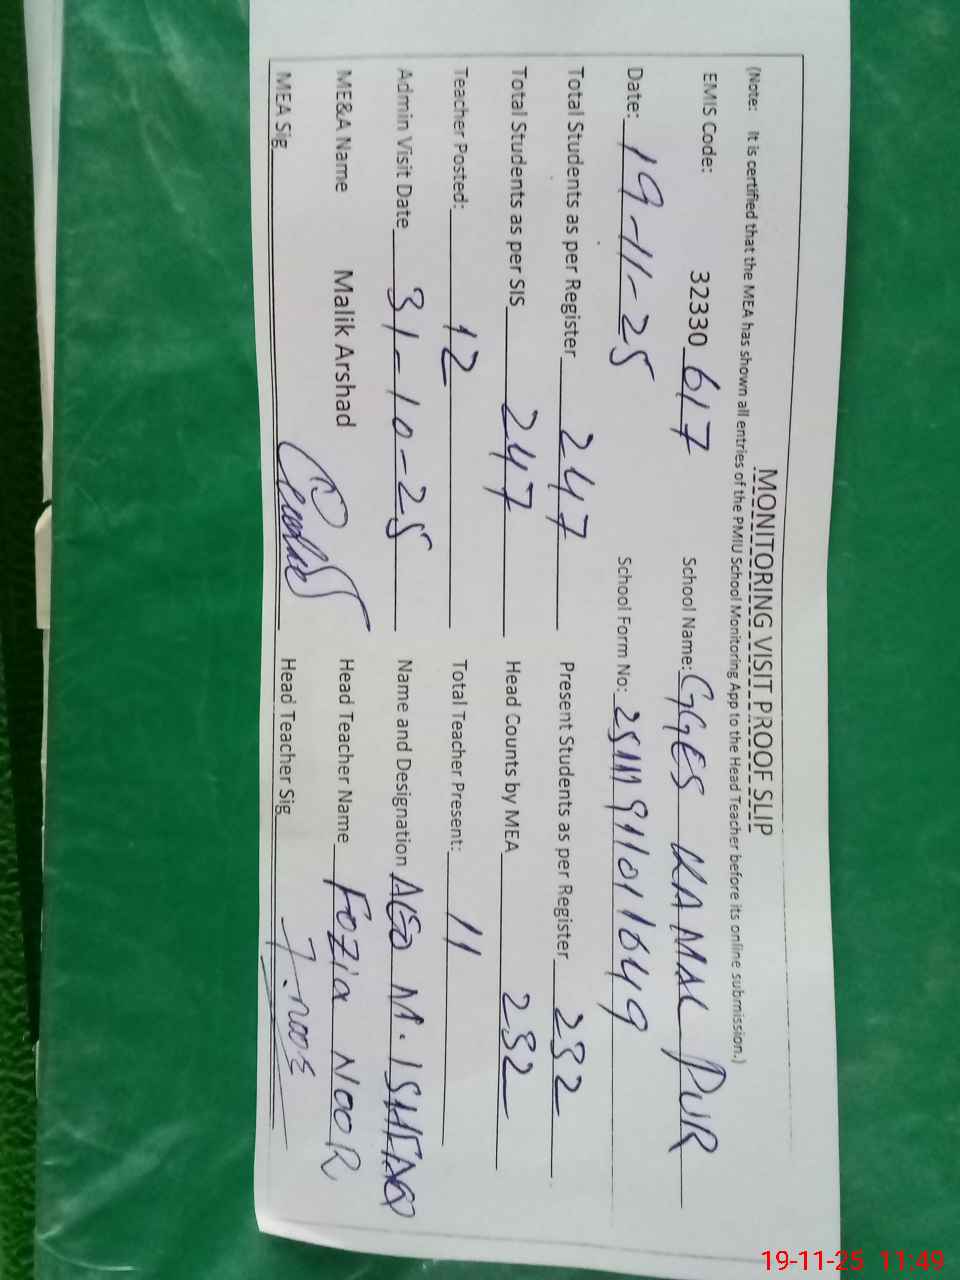 MONITORING VISIT PROOF SLIP
(Note: It is certified that the MEA has shown all entries of the PMIU School Monitoring App to the Head Teacher before its online submission.)
EMIS Code: 32330 617 School Name: GGES KAMAL PUR
Date: 19-11-25 School Form No:
Total Students as per Register 247 Present Students as per Register 232
Total Students as per SIS 247 Head Counts by MEA 232
Teacher Posted: 12 Total Teacher Present: 11
Admin Visit Date 31-10-25 Name and Designation AEO M. ISHFAQ
ME&A Name Malik Arshad Head Teacher Name Fozia NOOR
MEA Sig Head Teacher Sig F.noor
19-11-25 11:49